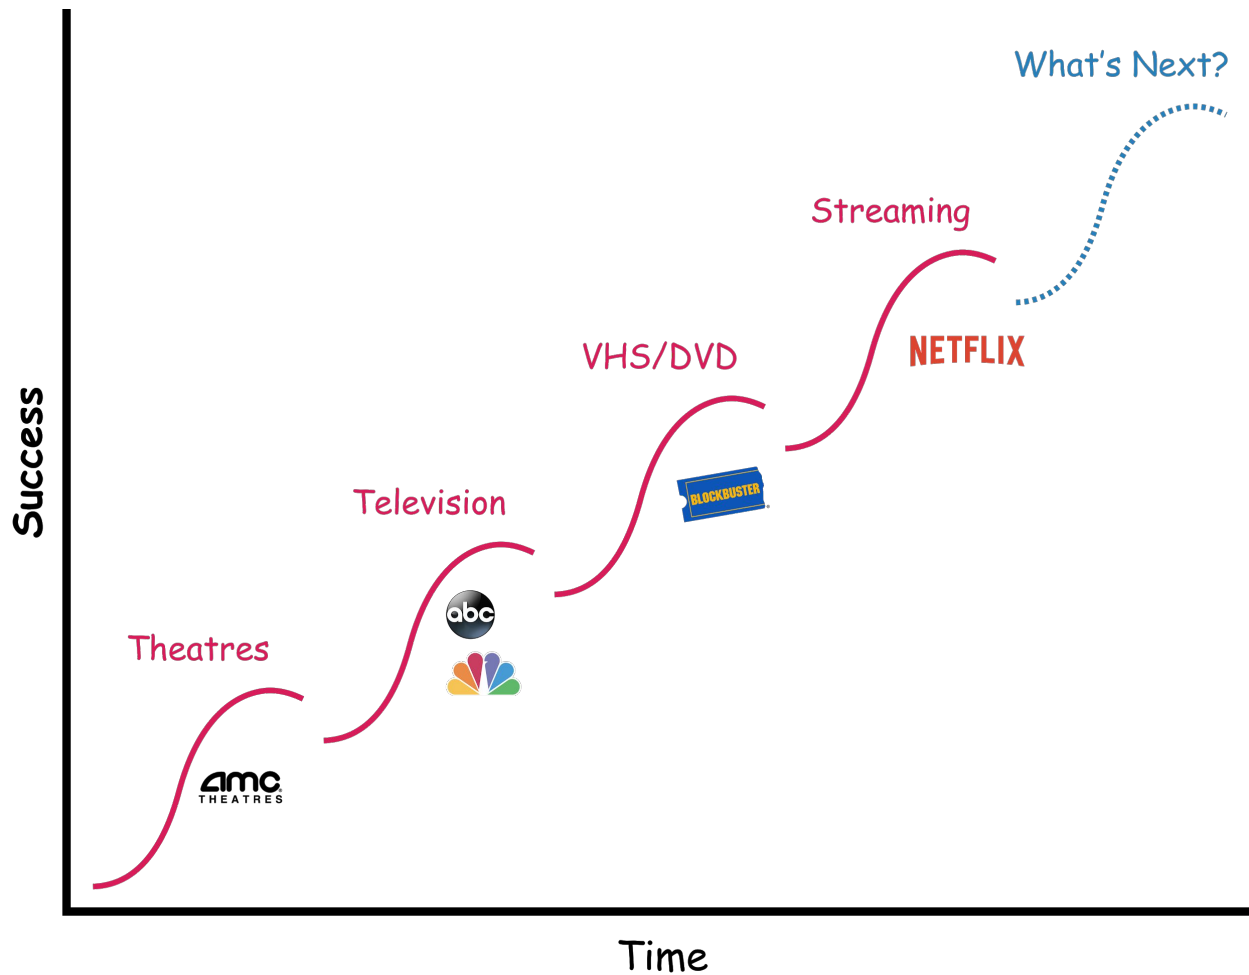 What's Next?
Streaming
NETFLIX
VHS/DVD
BLOCKBUSTER
Television
abc
Theatres
amc
THEATRES
Success
Time